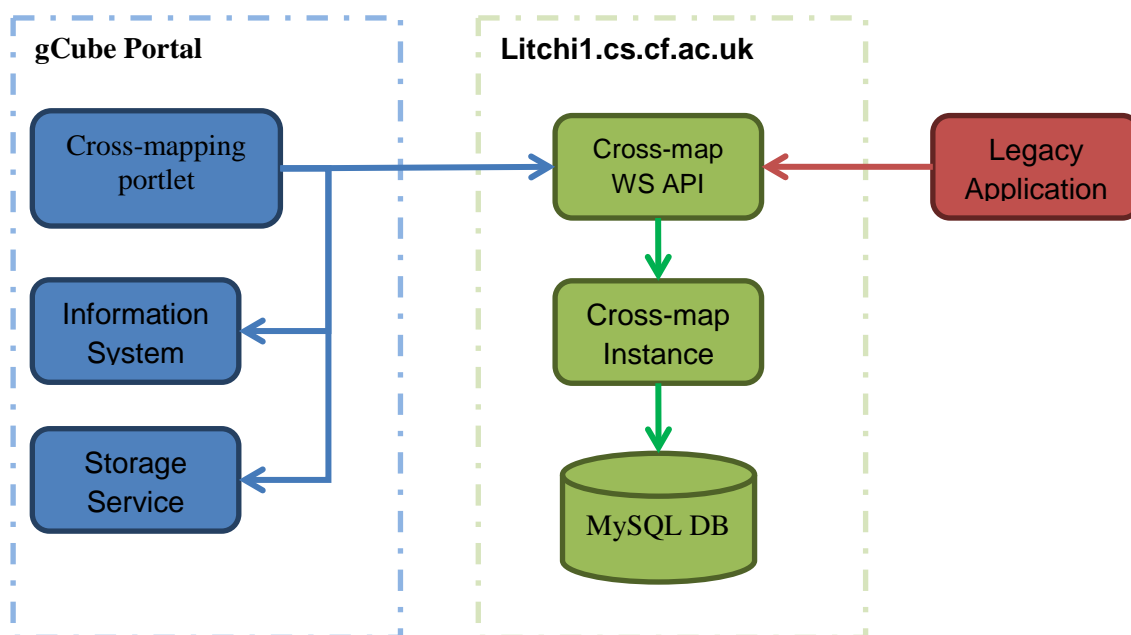 gCube Portal
Litchi1.cs.cf.ac.uk
Cross-mapping
portlet
Cross-map
WS API
Legacy
Application
Information
System
Cross-map
Instance
Storage
Service
MySQL DB